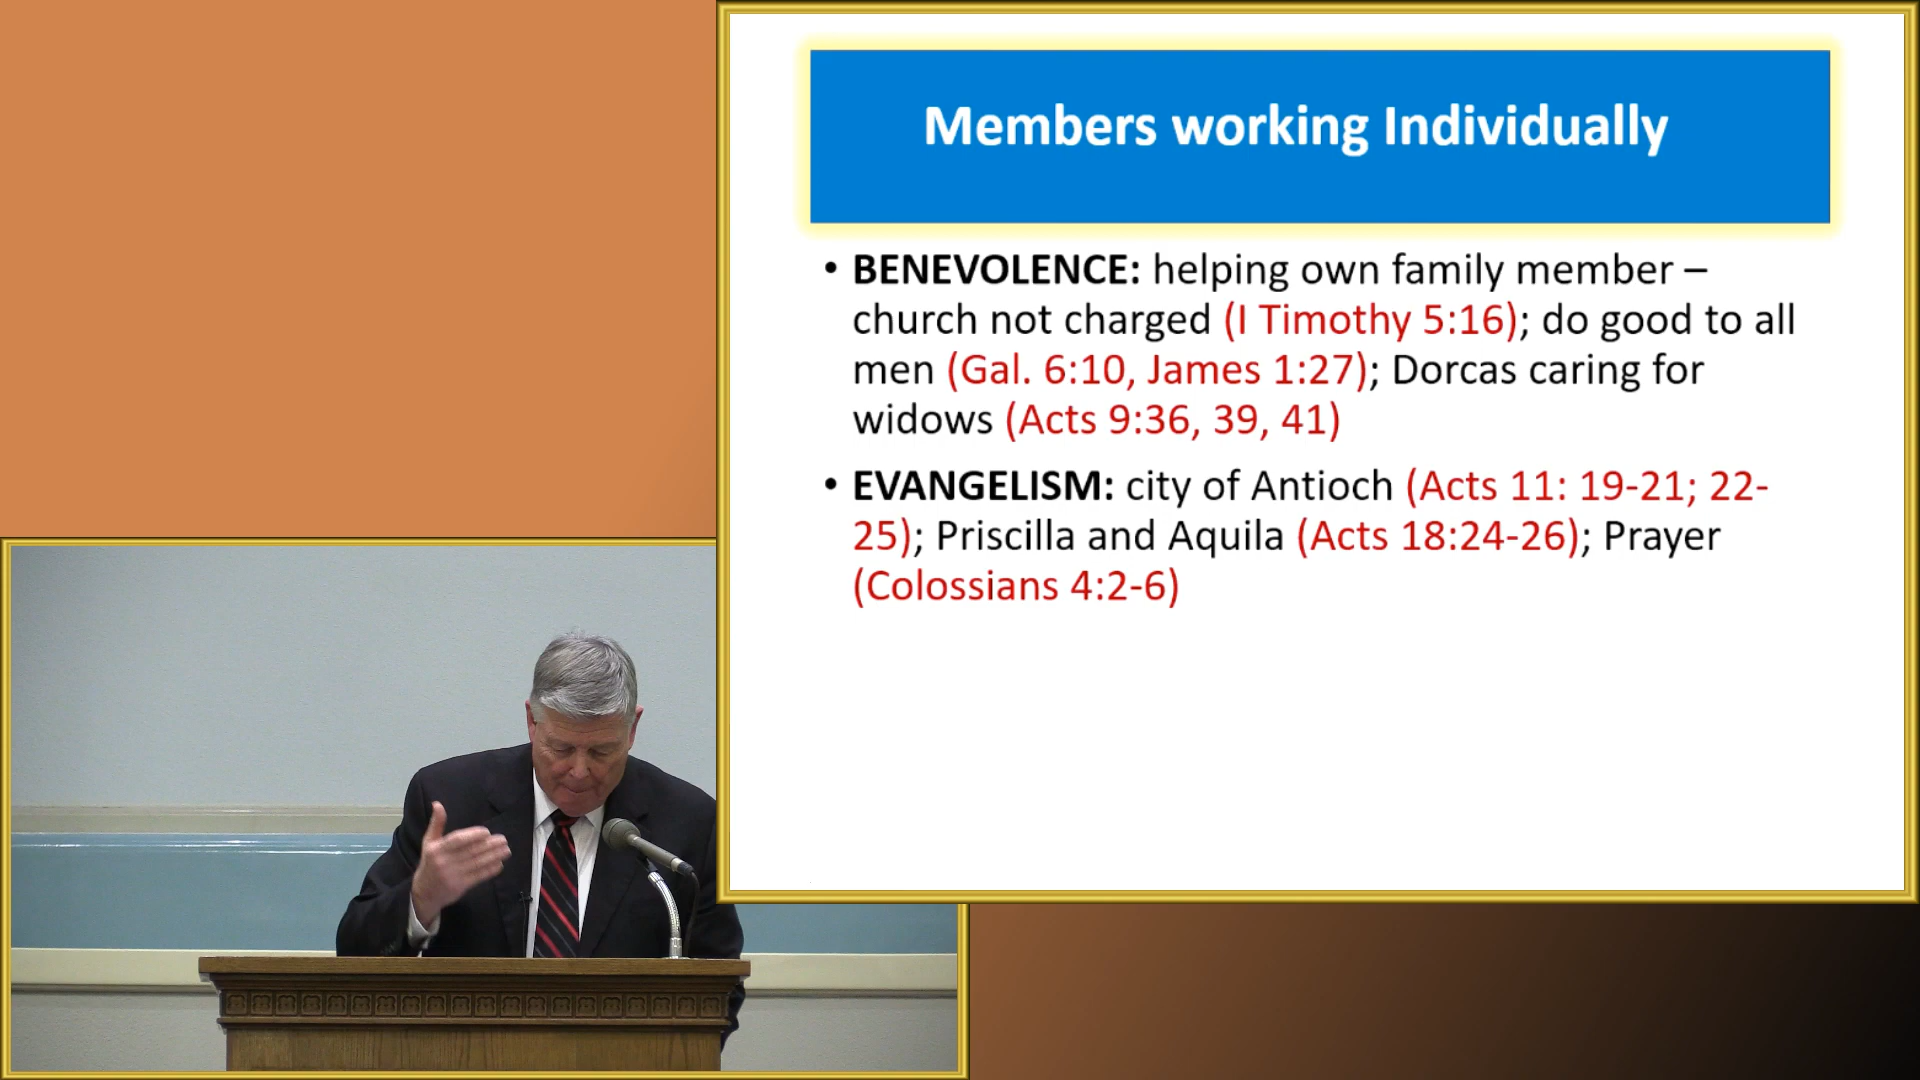 Members working Individually
• BENEVOLENCE: helping own family member –
church not charged (I Timothy 5:16); do good to all
men (Gal. 6:10, James 1:27); Dorcas caring for
widows (Acts 9:36, 39, 41)
• EVANGELISM: city of Antioch (Acts 11: 19-21; 22-
25); Priscilla and Aquila (Acts 18:24-26); Prayer
(Colossians 4:2-6)